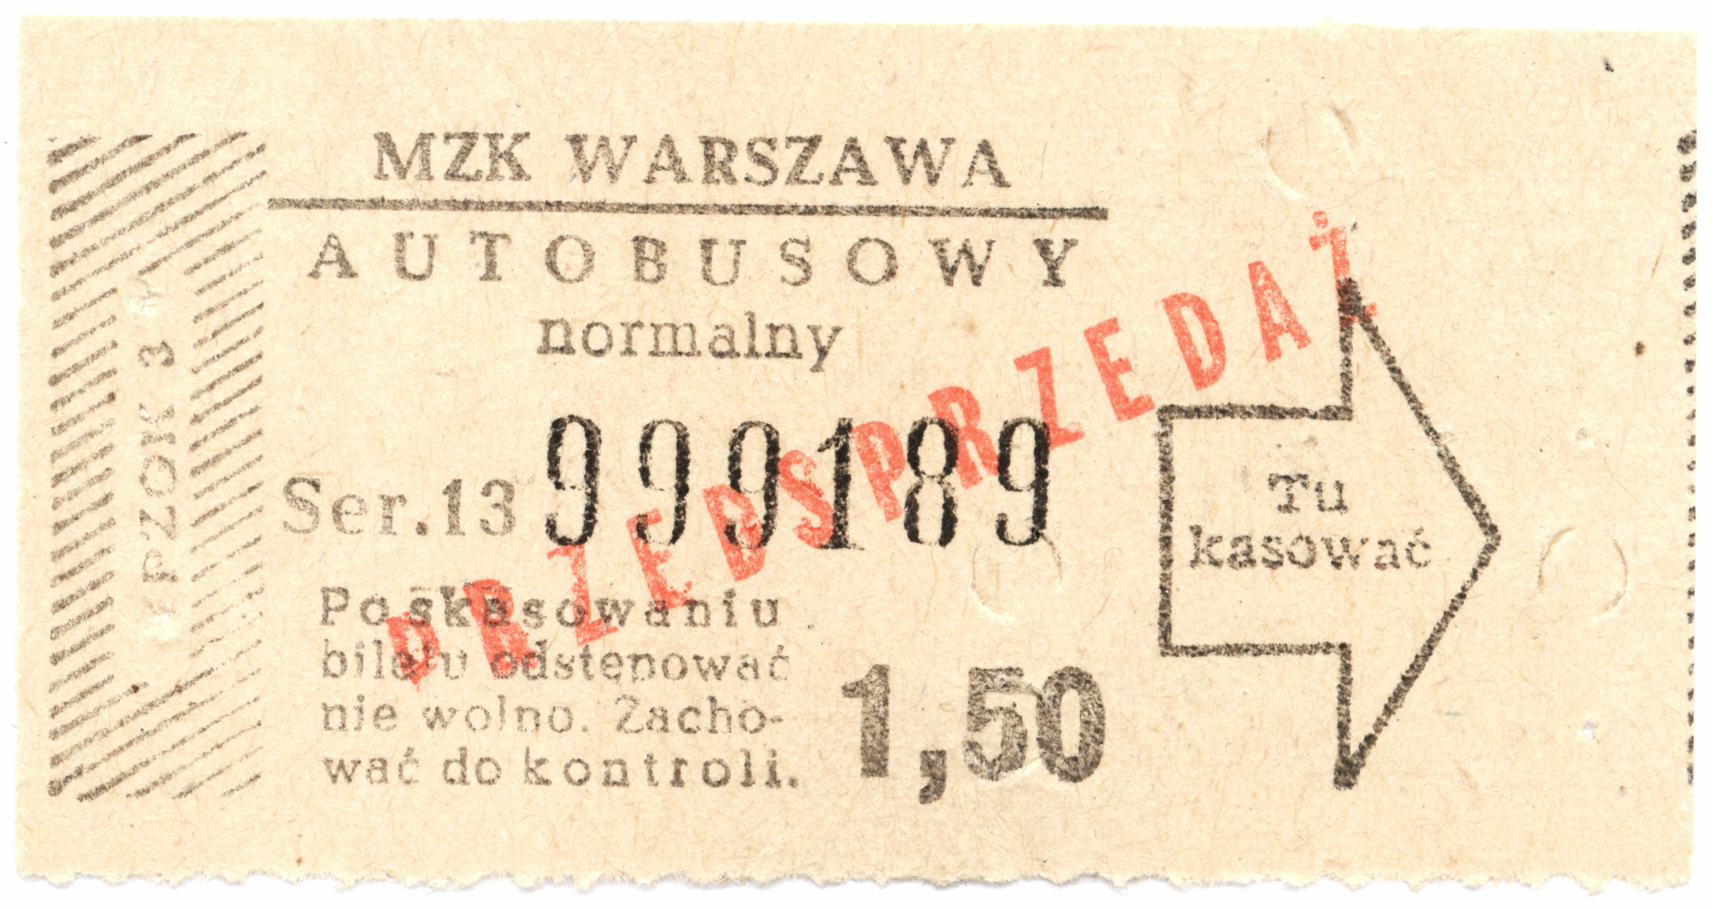 MZK WARSZAWA
AUTOBUSOWY
normalny
Ser.13 999189
PRZEDSPRZEDAŻ
Po skasowaniu
biletu odstępować
nie wolno. Zacho-
wać do kontroli.
1,50
Tu
kasować
PZOK 3